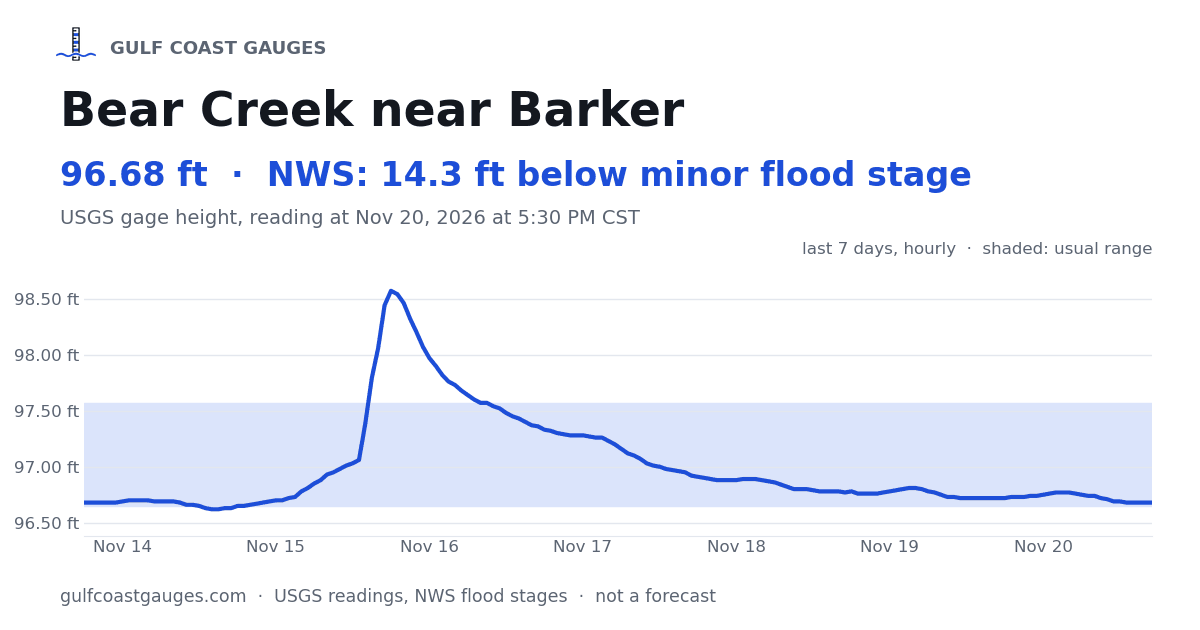 GULF COAST GAUGES
Bear Creek near Barker
96.68 ft · NWS: 14.3 ft below minor flood stage
USGS gage height, reading at Nov 20, 2026 at 5:30 PM CST
last 7 days, hourly · shaded: usual range
98.50 ft
98.00 ft
97.50 ft
97.00 ft
96.50 ft
Nov 14 Nov 15 Nov 16 Nov 17 Nov 18 Nov 19 Nov 20
gulfcoastgauges.com · USGS readings, NWS flood stages · not a forecast